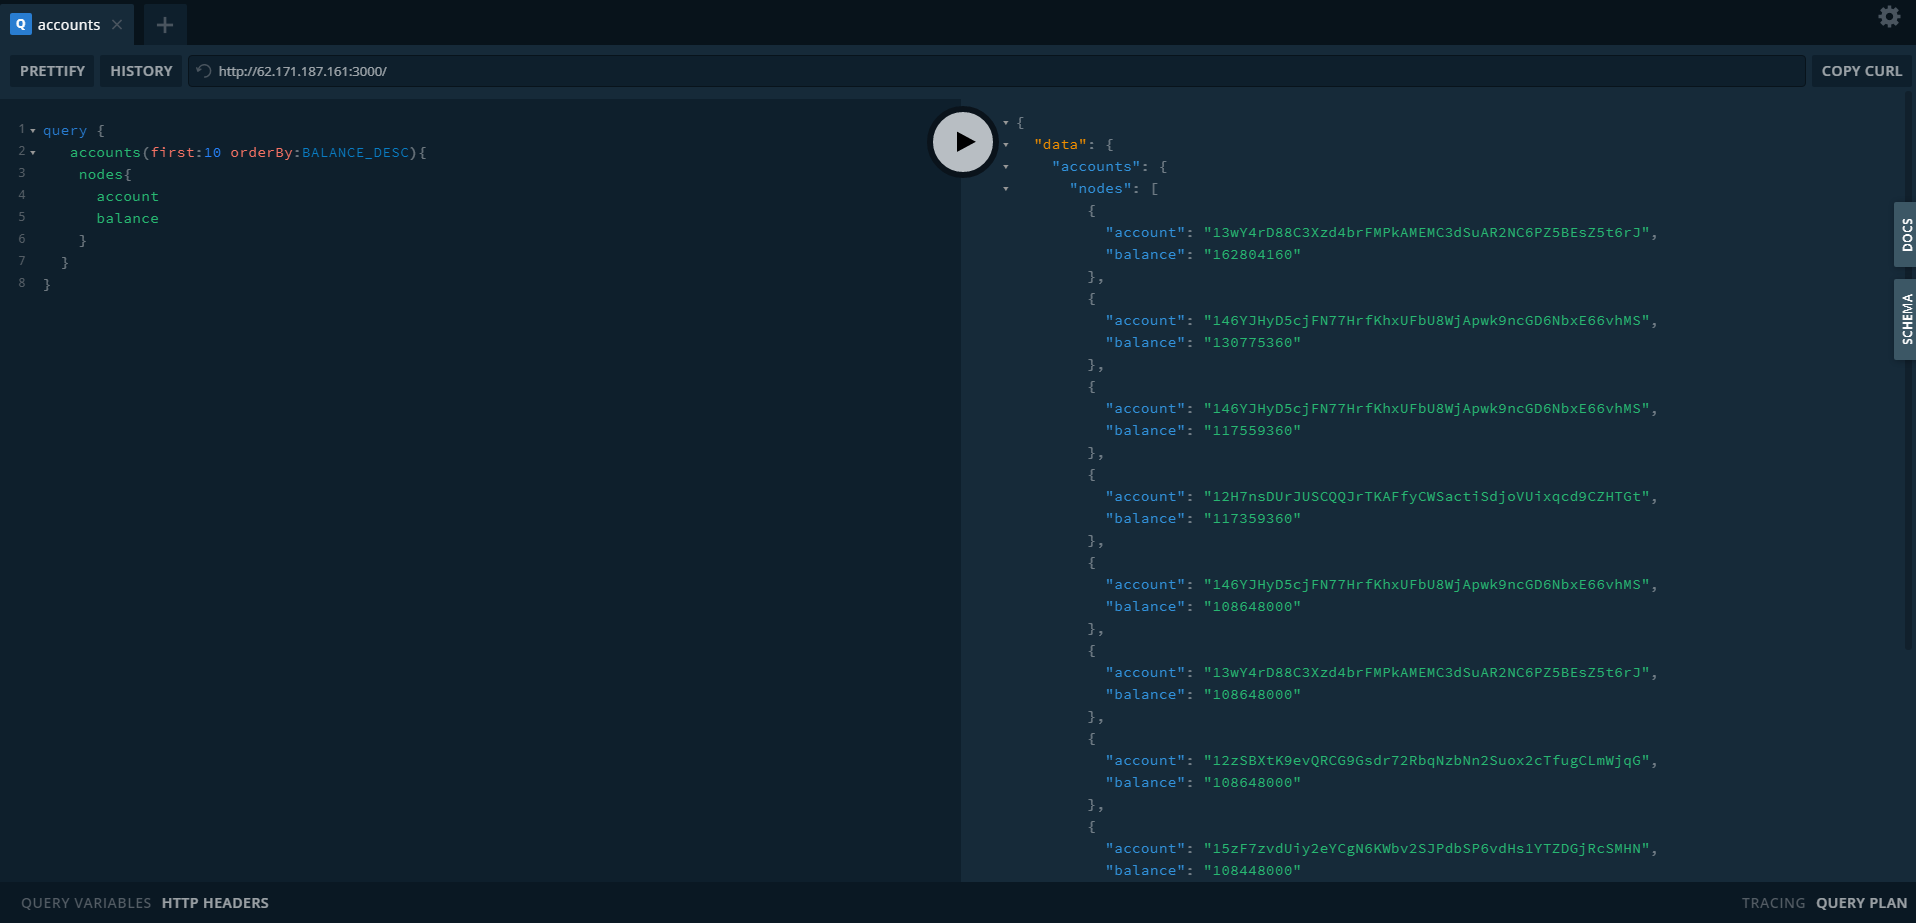 Q accounts
PRETTIFY HISTORY http://62.171.187.161:3000/ COPY CURL
1 query {
2 accounts(first:10 orderBy:BALANCE_DESC){
3 nodes{
4 account
5 balance
6 }
7 }
8 }
{
"data": {
"accounts": {
"nodes": [
{
"account": "13wY4rD88C3Xzd4brFMPkAMEMC3dSuAR2NC6PZ5BEsZ5t6rJ",
"balance": "162804160"
},
{
"account": "146YJHyD5cjFN77HrfKhxUFbU8WjApwk9ncGD6NbxE66vhMS",
"balance": "130775360"
},
{
"account": "146YJHyD5cjFN77HrfKhxUFbU8WjApwk9ncGD6NbxE66vhMS",
"balance": "117559360"
},
{
"account": "12H7nsDUrJUSCQQJrTKAFfyCWSactiSdjoVUixqcd9CZHTGt",
"balance": "117359360"
},
{
"account": "146YJHyD5cjFN77HrfKhxUFbU8WjApwk9ncGD6NbxE66vhMS",
"balance": "108648000"
},
{
"account": "13wY4rD88C3Xzd4brFMPkAMEMC3dSuAR2NC6PZ5BEsZ5t6rJ",
"balance": "108648000"
},
{
"account": "12zSBXtK9evQRCG9Gsdr72RbqNzbNn2Suox2cTfugCLmWjqG",
"balance": "108648000"
},
{
"account": "15zF7zvdUiy2eYCgN6KWbv2SJPdbSP6vdHs1YTZDGjRcSMHN",
"balance": "108448000"
DOCS
SCHEMA
QUERY VARIABLES HTTP HEADERS
TRACING QUERY PLAN